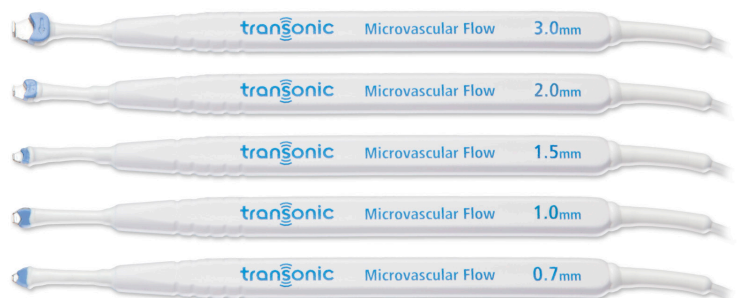 transonic Microvascular Flow 3.0mm
transonic Microvascular Flow 2.0mm
transonic Microvascular Flow 1.5mm
transonic Microvascular Flow 1.0mm
transonic Microvascular Flow 0.7mm